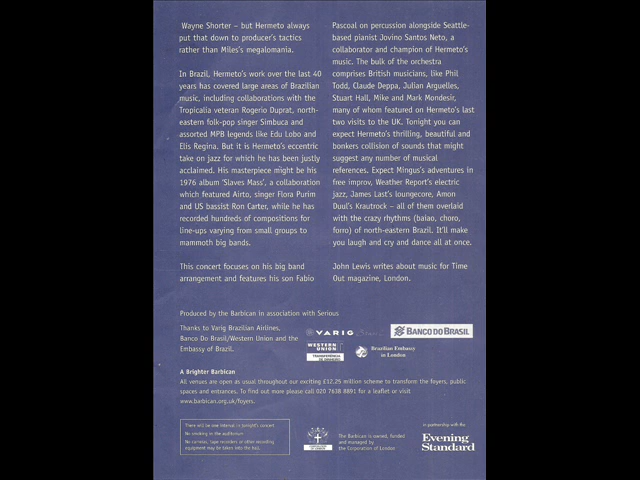 Wayne Shorter – but Hermeto always
put that down to producer's tactics
rather than Miles's megalomania.
In Brazil, Hermeto's work over the last 40
years has covered large areas of Brazilian
music, including collaborations with the
Tropicalia veteran Rogerio Duprat, north-
eastern folk-pop singer Simbuca and
assorted MPB legends like Edu Lobo and
Elis Regina. But it is Hermeto's eccentric
take on jazz for which he has been justly
acclaimed. His masterpiece might be his
1976 album 'Slaves Mass', a collaboration
which featured Airto, singer Flora Purim
and US bassist Ron Carter, while he has
recorded hundreds of compositions for
line-ups varying from small groups to
mammoth big bands.
This concert focuses on his big band
arrangement and features his son Fabio
Pascoal on percussion alongside Seattle-
based pianist Jovino Santos Neto, a
collaborator and champion of Hermeto's
music. The bulk of the orchestra
comprises British musicians, like Phil
Todd, Claude Deppa, Julian Arguelles,
Stuart Hall, Mike and Mark Mondesir,
many of whom featured on Hermeto's last
two visits to the UK. Tonight you can
expect Hermeto's thrilling, beautiful and
bonkers collision of sounds that might
suggest any number of musical
references. Expect Mingus's adventures in
free improv, Weather Report's electric
jazz, James Last's loungecore, Amon
Duul's Krautrock – all of them overlaid
with the crazy rhythms (baiao, choro,
forro) of north-eastern Brazil. It'll make
you laugh and cry and dance all at once.
John Lewis writes about music for Time
Out magazine, London.
Produced by the Barbican in association with Serious
Thanks to Varig Brazilian Airlines,
Banco Do Brasil/Western Union and the
Embassy of Brazil.
VARIG
BANCO DO BRASIL
WESTERN
UNION
TRANSFERÊNCIA
DE DINHEIRO
Brazilian Embassy
in London
A Brighter Barbican
All venues are open as usual throughout our exciting £12.25 million scheme to transform the foyers, public
spaces and entrances. To find out more please call 020 7638 8891 for a leaflet or visit
www.barbican.org.uk/foyers.
There will be one interval in tonight's concert
No smoking in the auditorium
No cameras, tape recorders or other recording
equipment may be taken into the hall.
The Barbican is owned, funded
and managed by
the Corporation of London
in partnership with the
Evening
Standard